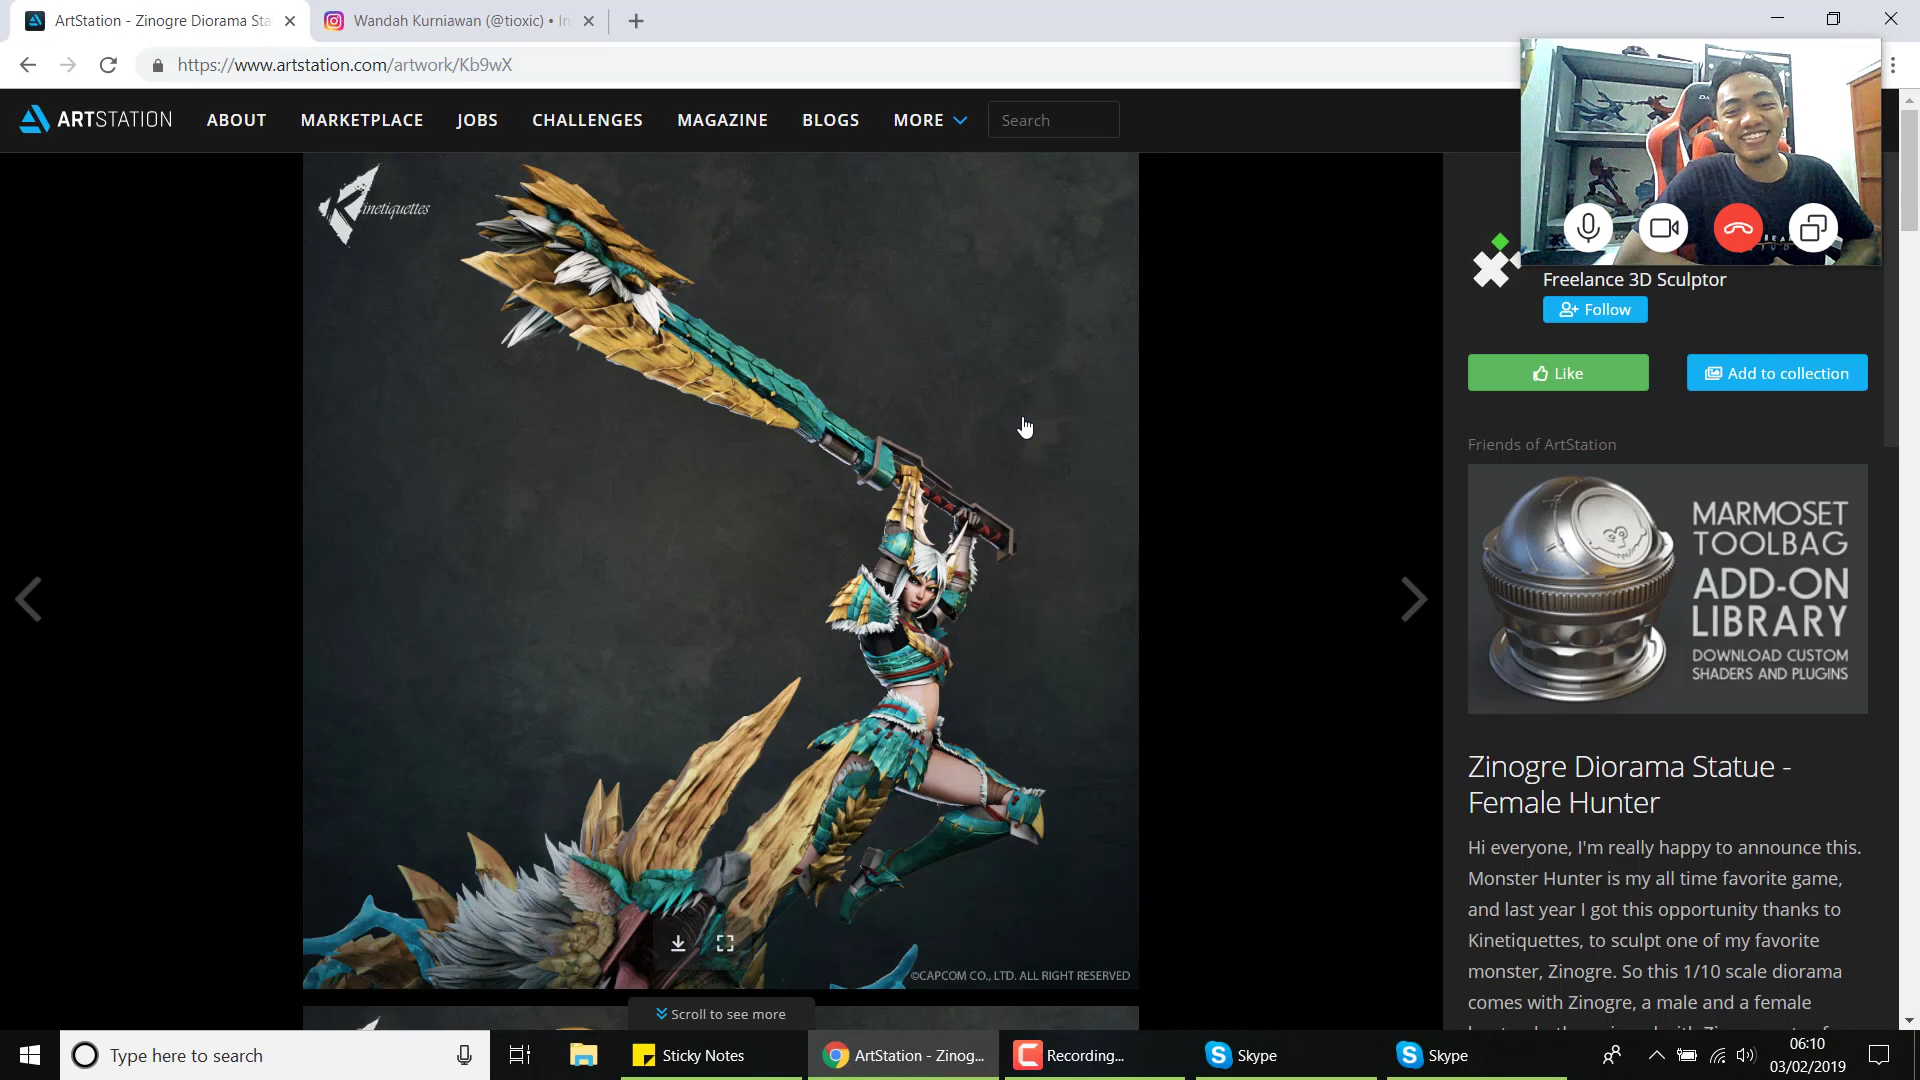 ArtStation - Zinogre Diorama Sta
Wandah Kurniawan (@tioxic) • In
https://www.artstation.com/artwork/Kb9wX
ARTSTATION
ABOUT
MARKETPLACE
JOBS
CHALLENGES
MAGAZINE
BLOGS
MORE
Search
Kinetiquettes
Freelance 3D Sculptor
Follow
Like
Add to collection
Friends of ArtStation
MARMOSET
TOOLBAG
ADD-ON
LIBRARY
DOWNLOAD CUSTOM
SHADERS AND PLUGINS
Zinogre Diorama Statue -
Female Hunter
Hi everyone, I'm really happy to announce this.
Monster Hunter is my all time favorite game,
and last year I got this opportunity thanks to
Kinetiquettes, to sculpt one of my favorite
monster, Zinogre. So this 1/10 scale diorama
comes with Zinogre, a male and a female
©CAPCOM CO., LTD. ALL RIGHT RESERVED
Scroll to see more
Type here to search
Sticky Notes
ArtStation - Zinog...
Recording...
Skype
Skype
06:10
03/02/2019